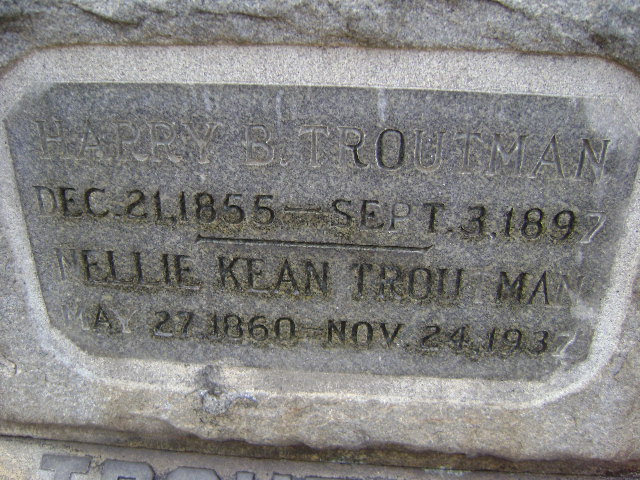 HARRY B. TROUTMAN
DEC. 21, 1855 — SEPT. 3, 1897
NELLIE KEAN TROUTMAN
MAY 27, 1860 — NOV. 24, 1937